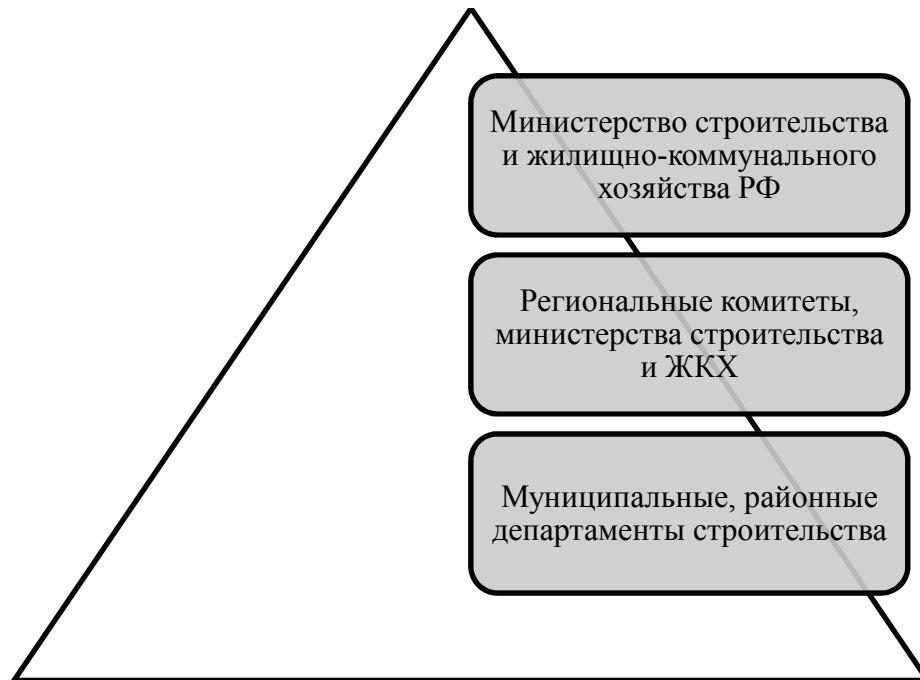 Министерство строительства
и жилищно-коммунального
хозяйства РФ
Региональные комитеты,
министерства строительства
и ЖКХ
Муниципальные, районные
департаменты строительства